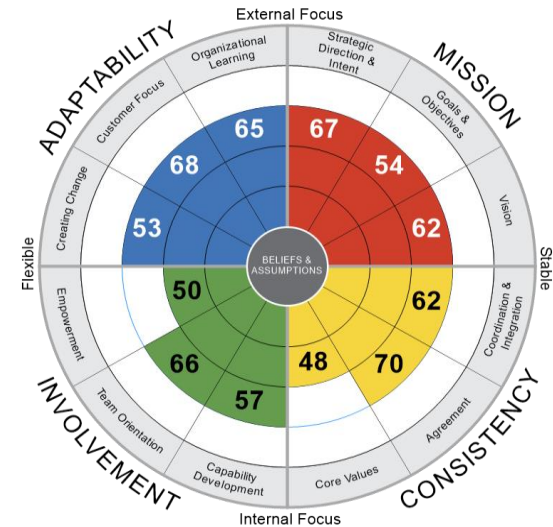 External Focus
ADAPTABILITY
MISSION
Organizational
Learning
Strategic
Direction &
Intent
Customer Focus
Goals &
Objectives
Creating Change
Vision
65
67
68
54
53
62
Flexible
BELIEFS &
ASSUMPTIONS
Stable
50
62
66
70
57
48
Empowerment
Coordination &
Integration
Team Orientation
Agreement
Capability
Development
Core Values
INVOLVEMENT
CONSISTENCY
Internal Focus